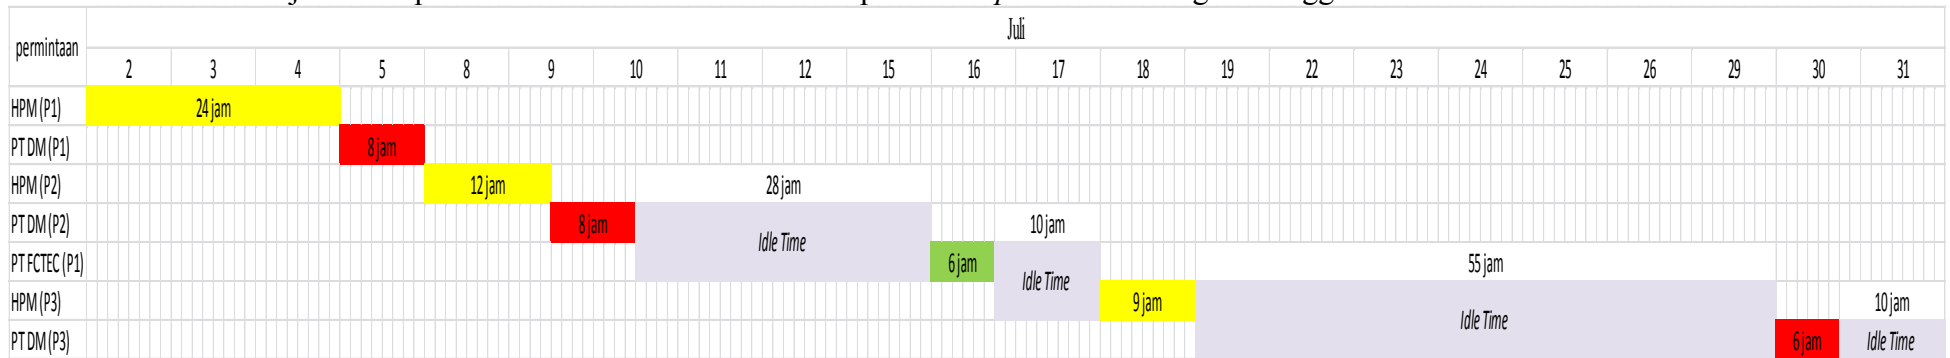 Juli
permintaan
2 3 4 5 8 9 10 11 12 15 16 17 18 19 22 23 24 25 26 29 30 31
HPM (P1) 24 jam
PT DM (P1) 8 jam
HPM (P2) 12 jam 28 jam
PT DM (P2) 8 jam Idle Time 10 jam
PT FCTEC (P1) 6 jam Idle Time 55 jam
HPM (P3) 9 jam Idle Time 10 jam
PT DM (P3) 6 jam Idle Time